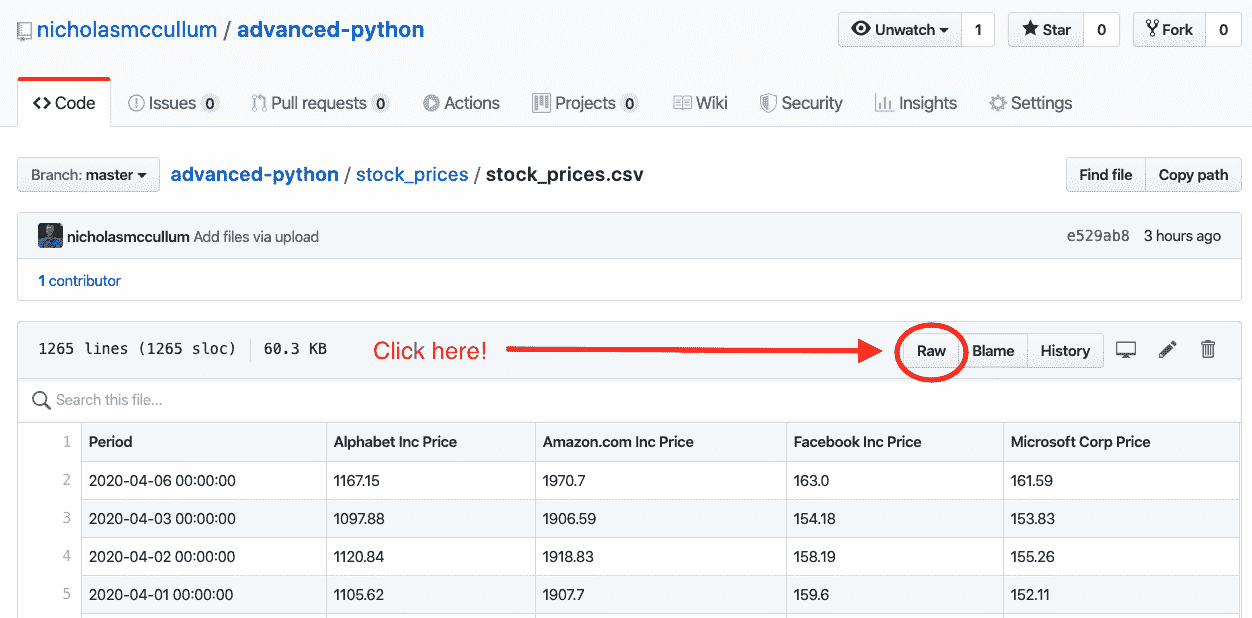 nicholasmccullum / advanced-python Unwatch 1 Star 0 Fork 0
Code Issues 0 Pull requests 0 Actions Projects 0 Wiki Security Insights Settings
Branch: master advanced-python / stock_prices / stock_prices.csv Find file Copy path
nicholasmccullum Add files via upload e529ab8 3 hours ago
1 contributor
1265 lines (1265 sloc) 60.3 KB Click here! Raw Blame History
Search this file...
1 Period Alphabet Inc Price Amazon.com Inc Price Facebook Inc Price Microsoft Corp Price
2 2020-04-06 00:00:00 1167.15 1970.7 163.0 161.59
3 2020-04-03 00:00:00 1097.88 1906.59 154.18 153.83
4 2020-04-02 00:00:00 1120.84 1918.83 158.19 155.26
5 2020-04-01 00:00:00 1105.62 1907.7 159.6 152.11